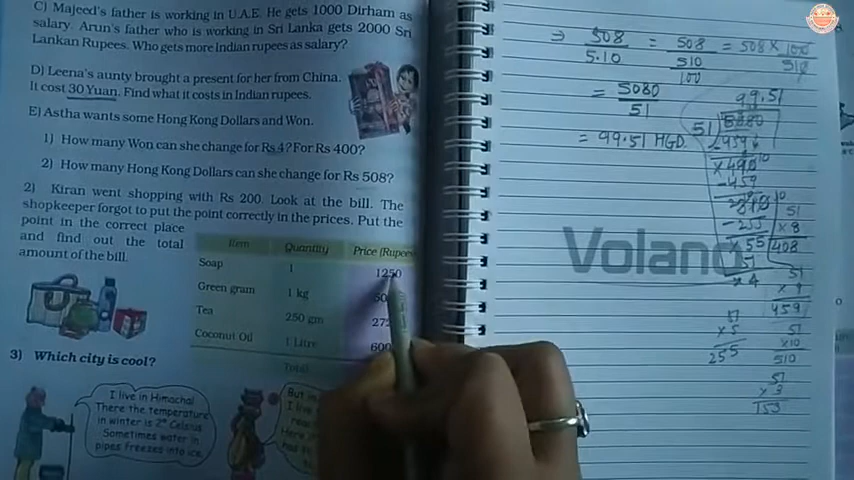 C) Majeed's father is working in U.A.E. He gets 1000 Dirham as
salary. Arun's father who is working in Sri Lanka gets 2000 Sri
Lankan Rupees. Who gets more Indian rupees as salary?
D) Leena's aunty brought a present for her from China.
It cost 30 Yuan. Find what it costs in Indian rupees.
E) Astha wants some Hong Kong Dollars and Won.
1) How many Won can she change for Rs 4? For Rs 400?
2) How many Hong Kong Dollars can she change for Rs 508?
2) Kiran went shopping with Rs 200. Look at the bill. The
shopkeeper forgot to put the point correctly in the prices. Put the
point in the correct place
and find out the total
amount of the bill.
Item Quantity Price (Rupees
Soap 1 1250
Green gram 1 kg
Tea 250 gm 27
Coconut Oil 1 Litre 600
Total
3) Which city is cool?
I live in Himachal
There the temperature
in winter is 2° Celsius
Sometimes water in
pipes freezes into ice.
But in
I live
Here
⇒ 508 = 508 = 508 × 100
5.10 510 510
100
= 5080
51
= 99.51 HGD.
99.51
51 5080
- 459
- 459
- 255
51
× 8
408
51
459
51
× 5
255
51
×10
510
51
× 3
153
Voland